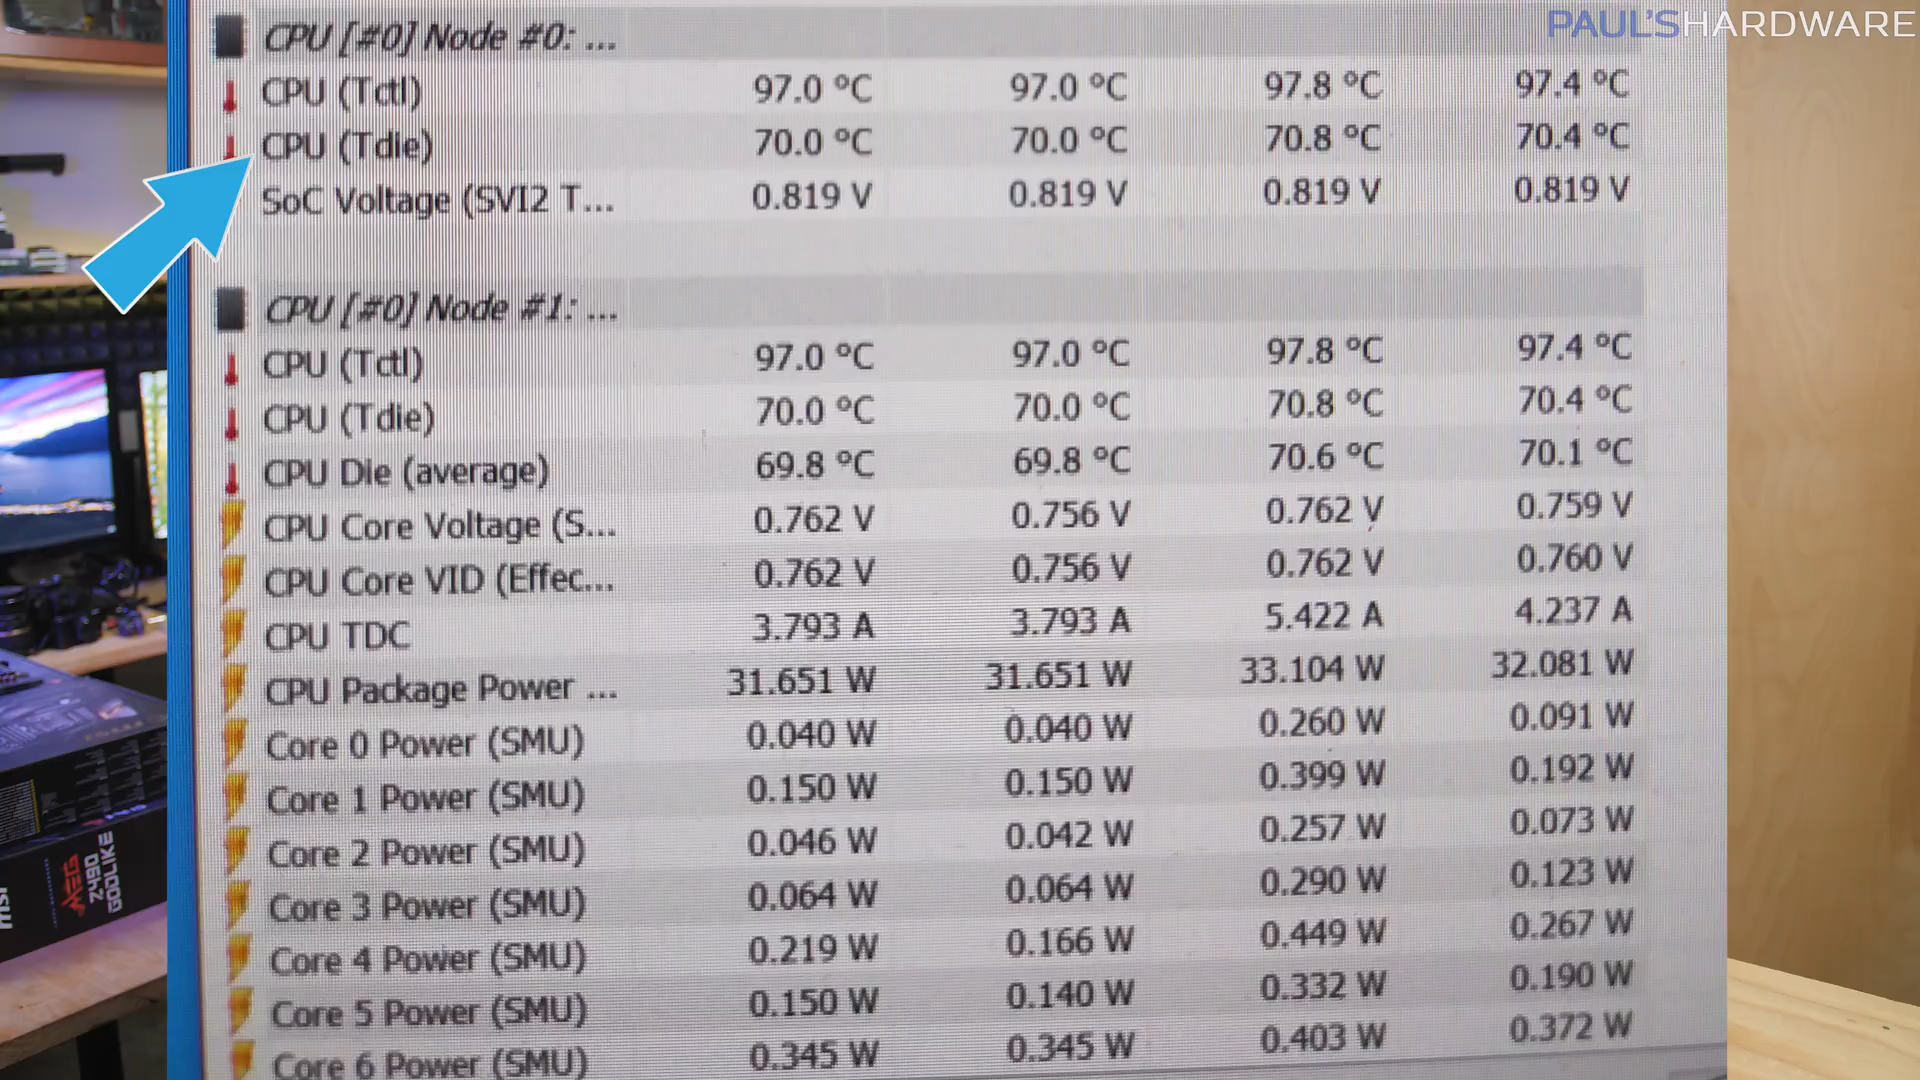 PAUL'SHARDWARE
CPU [#0] Node #0: ...
CPU (Tctl) 97.0 °C 97.0 °C 97.8 °C 97.4 °C
CPU (Tdie) 70.0 °C 70.0 °C 70.8 °C 70.4 °C
SoC Voltage (SVI2 T... 0.819 V 0.819 V 0.819 V 0.819 V
CPU [#0] Node #1: ...
CPU (Tctl) 97.0 °C 97.0 °C 97.8 °C 97.4 °C
CPU (Tdie) 70.0 °C 70.0 °C 70.8 °C 70.4 °C
CPU Die (average) 69.8 °C 69.8 °C 70.6 °C 70.1 °C
CPU Core Voltage (S... 0.762 V 0.756 V 0.762 V 0.759 V
CPU Core VID (Effec... 0.762 V 0.756 V 0.762 V 0.760 V
CPU TDC 3.793 A 3.793 A 5.422 A 4.237 A
CPU Package Power ... 31.651 W 31.651 W 33.104 W 32.081 W
Core 0 Power (SMU) 0.040 W 0.040 W 0.260 W 0.091 W
Core 1 Power (SMU) 0.150 W 0.150 W 0.399 W 0.192 W
Core 2 Power (SMU) 0.046 W 0.042 W 0.257 W 0.073 W
Core 3 Power (SMU) 0.064 W 0.064 W 0.290 W 0.123 W
Core 4 Power (SMU) 0.219 W 0.166 W 0.449 W 0.267 W
Core 5 Power (SMU) 0.150 W 0.140 W 0.332 W 0.190 W
Core 6 Power (SMU) 0.345 W 0.345 W 0.403 W 0.372 W
msi
MEG
Z490
GODLIKE